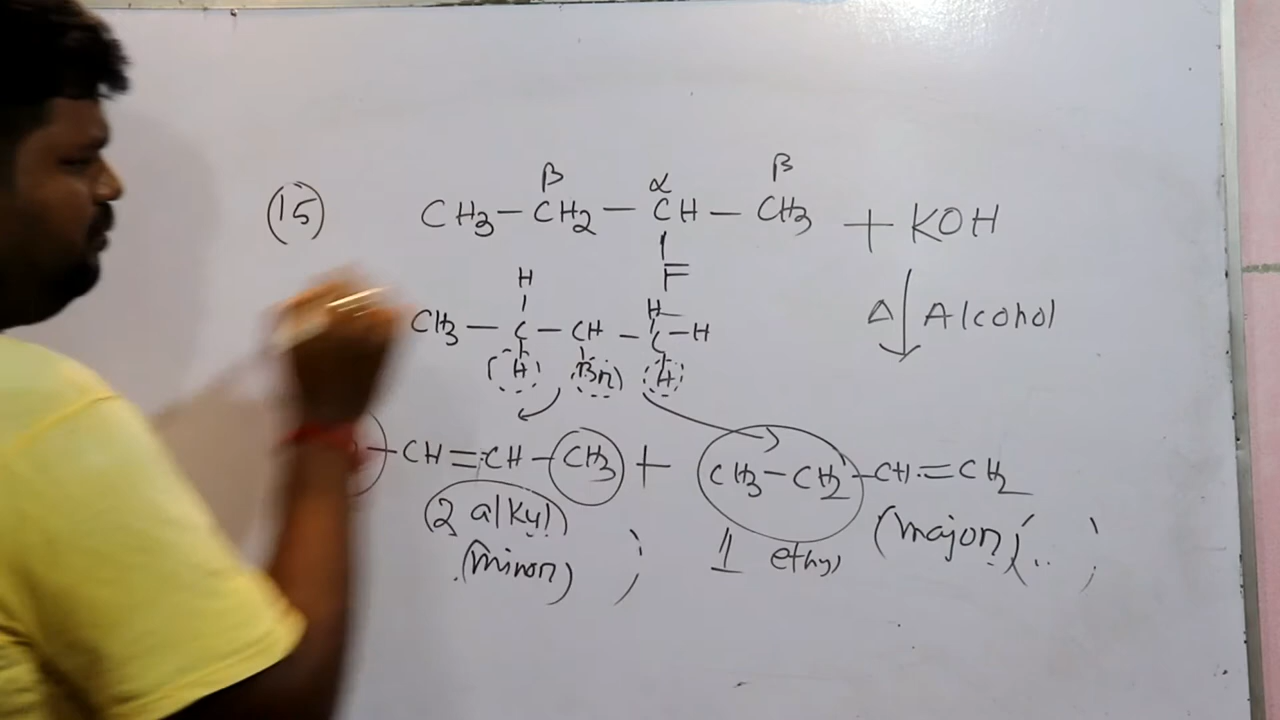 β α β
(15) CH3 – CH2 – CH – CH3 + KOH
F
H H
CH3 – C – CH – C – H Δ Alcohol
H Br H
– CH = CH – CH3 + CH3 – CH2 – CH = CH2
(2 alkyl) 1 ethyl (major)
(minor)